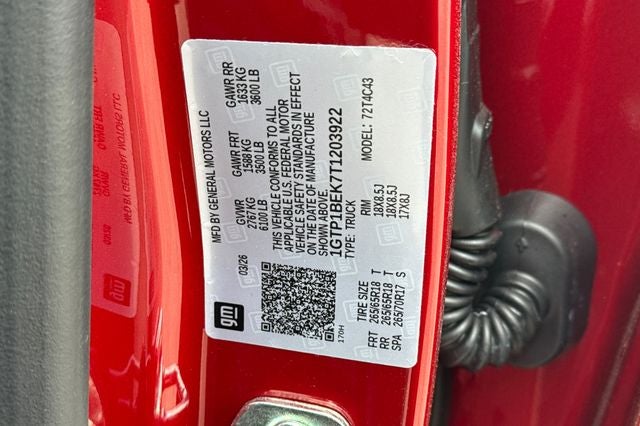 gm
03/26
MFD BY GENERAL MOTORS LLC
GVWR GAWR FRT GAWR RR
2767 KG 1588 KG 1633 KG
6100 LB 3500 LB 3600 LB
THIS VEHICLE CONFORMS TO ALL
APPLICABLE U.S. FEDERAL MOTOR
VEHICLE SAFETY STANDARDS IN EFFECT
ON THE DATE OF MANUFACTURE
SHOWN ABOVE.
1GTP1BEK7T1203922
TYPE: TRUCK MODEL: 72T4C43
170H
TIRE SIZE RIM
FRT 265/65R18 T 18X8.5J
RR 265/65R18 T 18X8.5J
SPA 265/70R17 S 17X8J